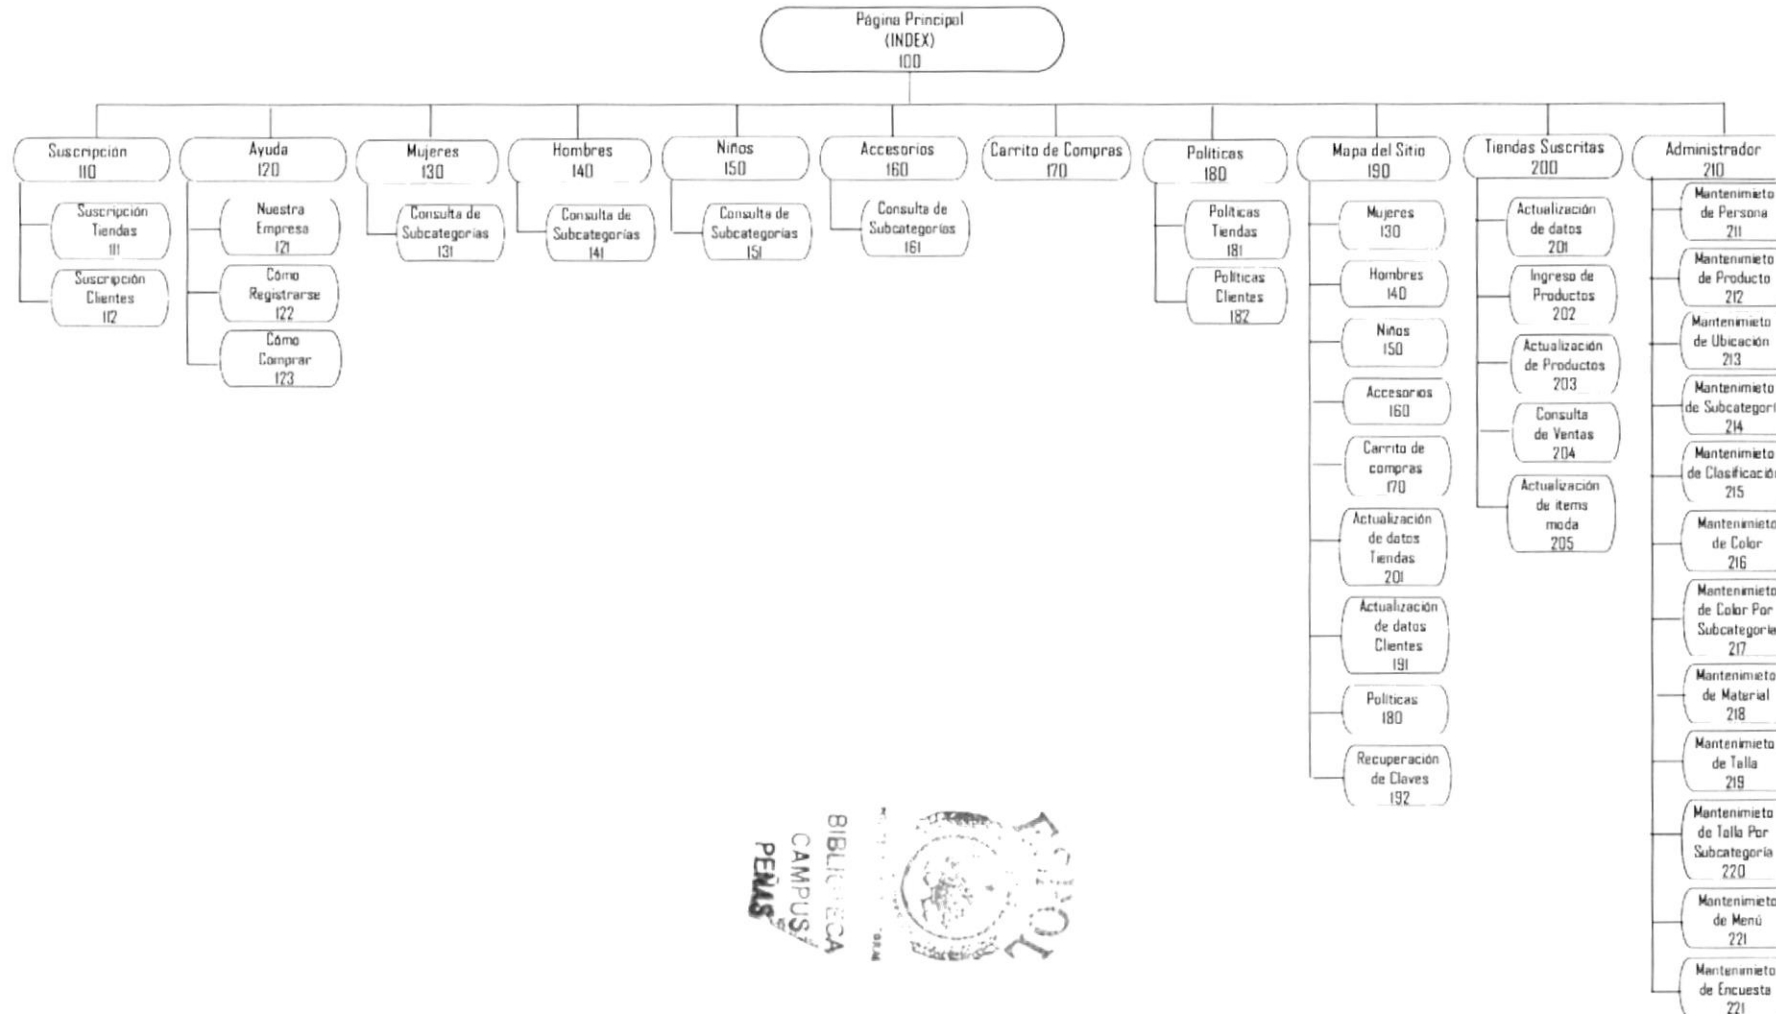 Página Principal
(INDEX)
100
Suscripción
110
Suscripción
Tiendas
111
Suscripción
Clientes
112
Ayuda
120
Nuestra
Empresa
121
Cómo
Registrarse
122
Cómo
Comprar
123
Mujeres
130
Consulta de
Subcategorías
131
Hombres
140
Consulta de
Subcategorías
141
Niños
150
Consulta de
Subcategorías
151
Accesorios
160
Consulta de
Subcategorías
161
Carrito de Compras
170
Políticas
180
Políticas
Tiendas
181
Políticas
Clientes
182
Mapa del Sitio
190
Mujeres
130
Hombres
140
Niños
150
Accesorios
160
Carrito de
compras
170
Actualización
de datos
Tiendas
201
Actualización
de datos
Clientes
191
Políticas
180
Recuperación
de Claves
192
Tiendas Suscritas
200
Actualización
de datos
201
Ingreso de
Productos
202
Actualización
de Productos
203
Consulta
de Ventas
204
Actualización
de items
moda
205
Administrador
210
Mantenimieto
de Persona
211
Mantenimieto
de Producto
212
Mantenimieto
de Ubicación
213
Mantenimieto
de Subcategorí
214
Mantenimieto
de Clasificación
215
Mantenimieto
de Color
216
Mantenimieto
de Color Por
Subcategoría
217
Mantenimieto
de Material
218
Mantenimieto
de Talla
219
Mantenimieto
de Talla Por
Subcategoría
220
Mantenimieto
de Menú
221
Mantenimieto
de Encuesta
221
ESPOL
BIBLIOTECA
CAMPUS
PEÑAS